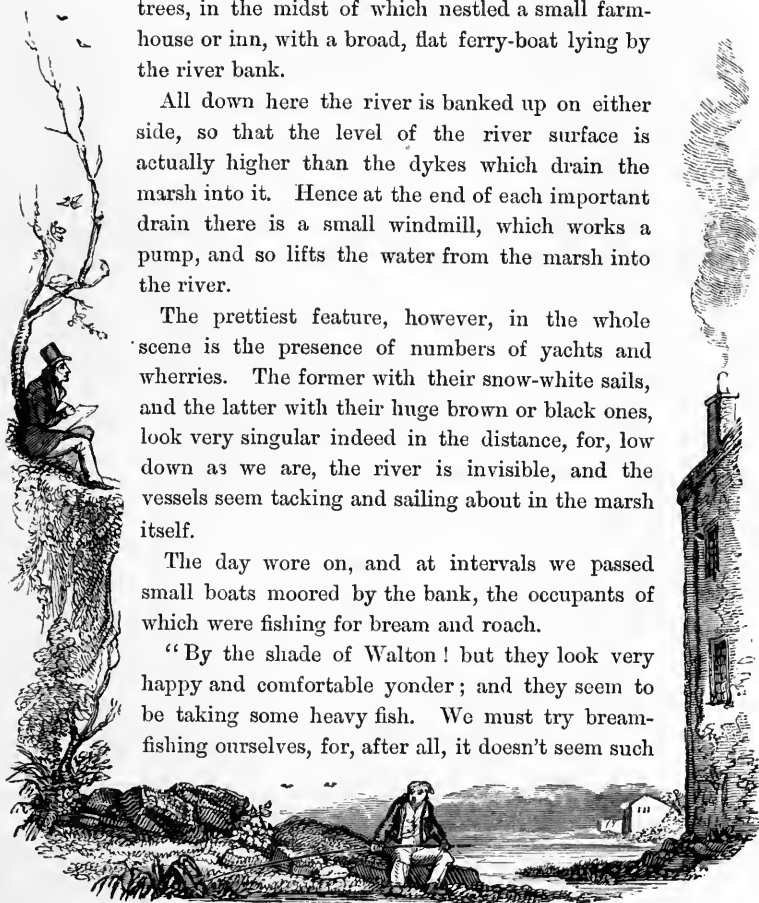 trees, in the midst of which nestled a small farm-
house or inn, with a broad, flat ferry-boat lying by
the river bank.
All down here the river is banked up on either
side, so that the level of the river surface is
actually higher than the dykes which drain the
marsh into it. Hence at the end of each important
drain there is a small windmill, which works a
pump, and so lifts the water from the marsh into
the river.
The prettiest feature, however, in the whole
scene is the presence of numbers of yachts and
wherries. The former with their snow-white sails,
and the latter with their huge brown or black ones,
look very singular indeed in the distance, for, low
down as we are, the river is invisible, and the
vessels seem tacking and sailing about in the marsh
itself.
The day wore on, and at intervals we passed
small boats moored by the bank, the occupants of
which were fishing for bream and roach.
"By the shade of Walton! but they look very
happy and comfortable yonder; and they seem to
be taking some heavy fish. We must try bream-
fishing ourselves, for, after all, it doesn't seem such